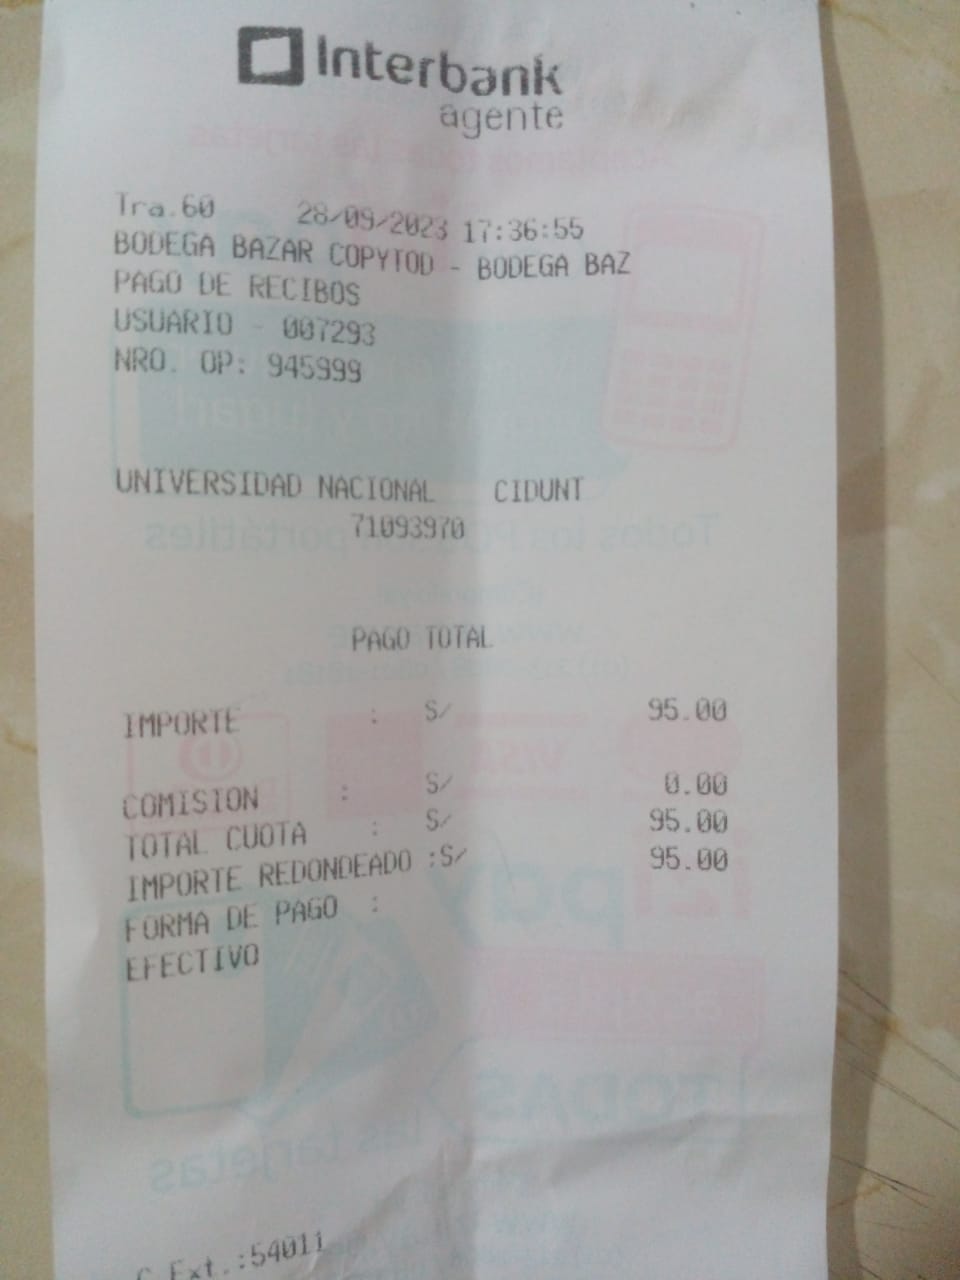 Interbank
agente
Tra.60 28/09/2023 17:36:55
BODEGA BAZAR COPYTOD - BODEGA BAZ
PAGO DE RECIBOS
USUARIO - 007293
NRO. OP: 945999
UNIVERSIDAD NACIONAL CIDUNT
71093970
PAGO TOTAL
IMPORTE : S/ 95.00
COMISION : S/ 0.00
TOTAL CUOTA : S/ 95.00
IMPORTE REDONDEADO :S/ 95.00
FORMA DE PAGO :
EFECTIVO
C Ext.:54011